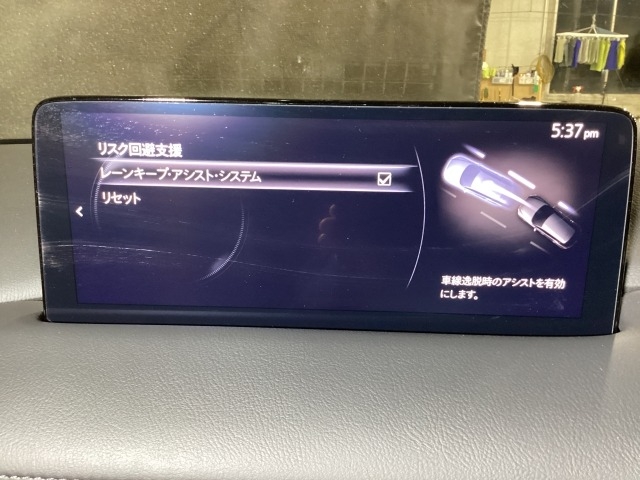 5:37 pm
リスク回避支援
レーンキープ・アシスト・システム
リセット
車線逸脱時のアシストを有効
にします。